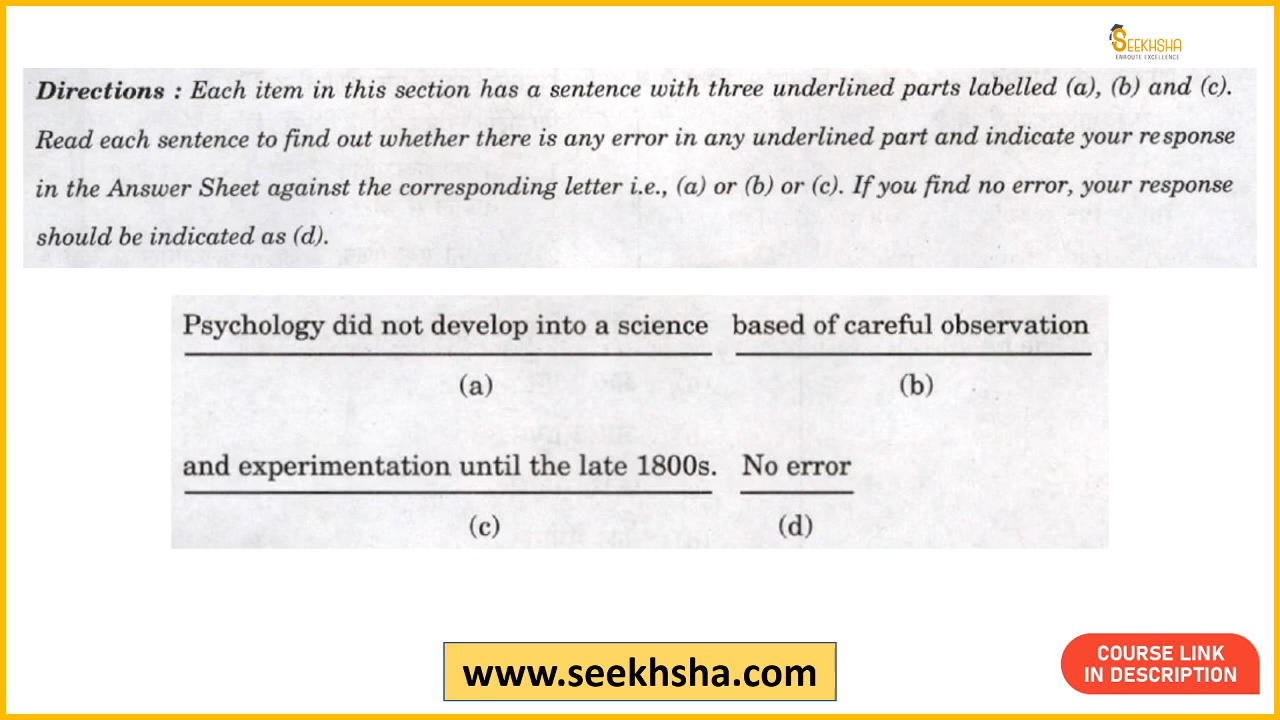 SEEKHSHA
ENROUTE EXCELLENCE
Directions : Each item in this section has a sentence with three underlined parts labelled (a), (b) and (c).
Read each sentence to find out whether there is any error in any underlined part and indicate your response
in the Answer Sheet against the corresponding letter i.e., (a) or (b) or (c). If you find no error, your response
should be indicated as (d).
Psychology did not develop into a science based of careful observation
(a) (b)
and experimentation until the late 1800s. No error
(c) (d)
www.seekhsha.com
COURSE LINK
IN DESCRIPTION